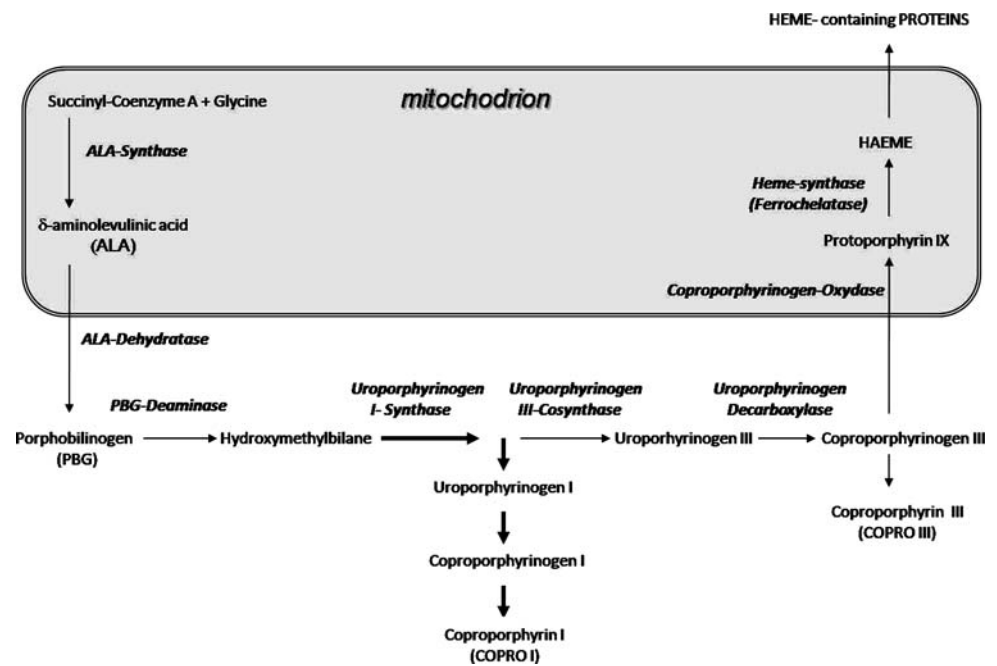 HEME- containing PROTEINS
mitochodrion
Succinyl-Coenzyme A + Glycine
ALA-Synthase
δ-aminolevulinic acid
(ALA)
HAEME
Heme-synthase
(Ferrochelatase)
Protoporphyrin IX
Coproporphyrinogen-Oxydase
ALA-Dehydratase
PBG-Deaminase
Uroporphyrinogen
I- Synthase
Uroporphyrinogen
III-Cosynthase
Uroporphyrinogen
Decarboxylase
Porphobilinogen
(PBG)
Hydroxymethylbilane
Uroporhyrinogen III
Coproporphyrinogen III
Uroporphyrinogen I
Coproporphyrin III
(COPRO III)
Coproporphyrinogen I
Coproporphyrin I
(COPRO I)